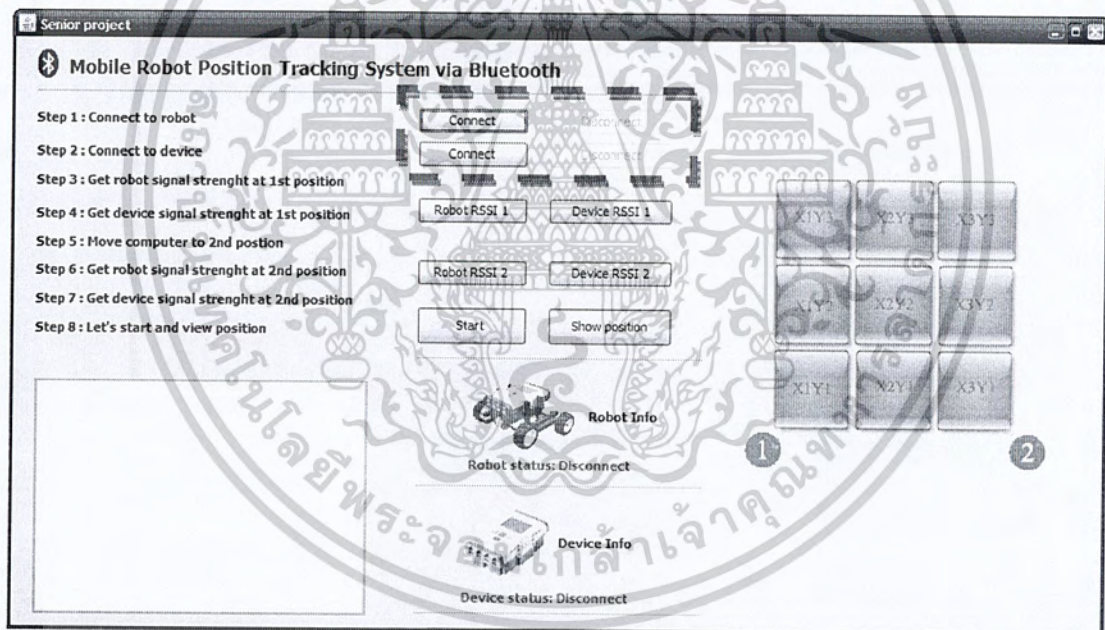 Senior project
Mobile Robot Position Tracking System via Bluetooth
Step 1 : Connect to robot
Connect
Disconnect
Step 2 : Connect to device
Connect
Disconnect
Step 3 : Get robot signal strenght at 1st position
Step 4 : Get device signal strenght at 1st position
Robot RSSI 1
Device RSSI 1
Step 5 : Move computer to 2nd postion
Step 6 : Get robot signal strenght at 2nd position
Robot RSSI 2
Device RSSI 2
Step 7 : Get device signal strenght at 2nd position
Step 8 : Let's start and view position
Start
Show position
X1Y3
X2Y3
X3Y3
X1Y2
X2Y2
X3Y2
X1Y1
X2Y1
X3Y1
1
2
Robot Info
Robot status: Disconnect
Device Info
Device status: Disconnect